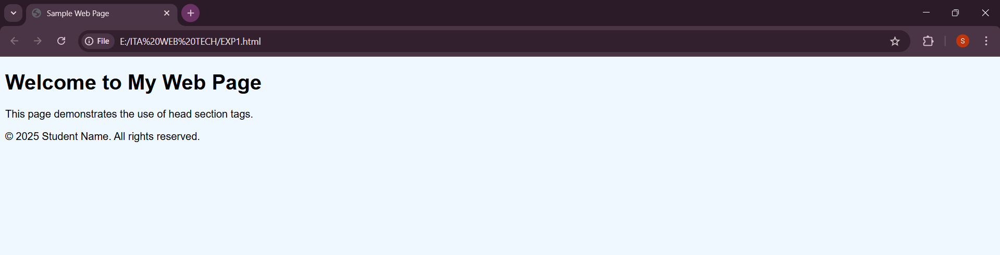 Sample Web Page
File E:/ITA%20WEB%20TECH/EXP1.html
S
Welcome to My Web Page
This page demonstrates the use of head section tags.
© 2025 Student Name. All rights reserved.